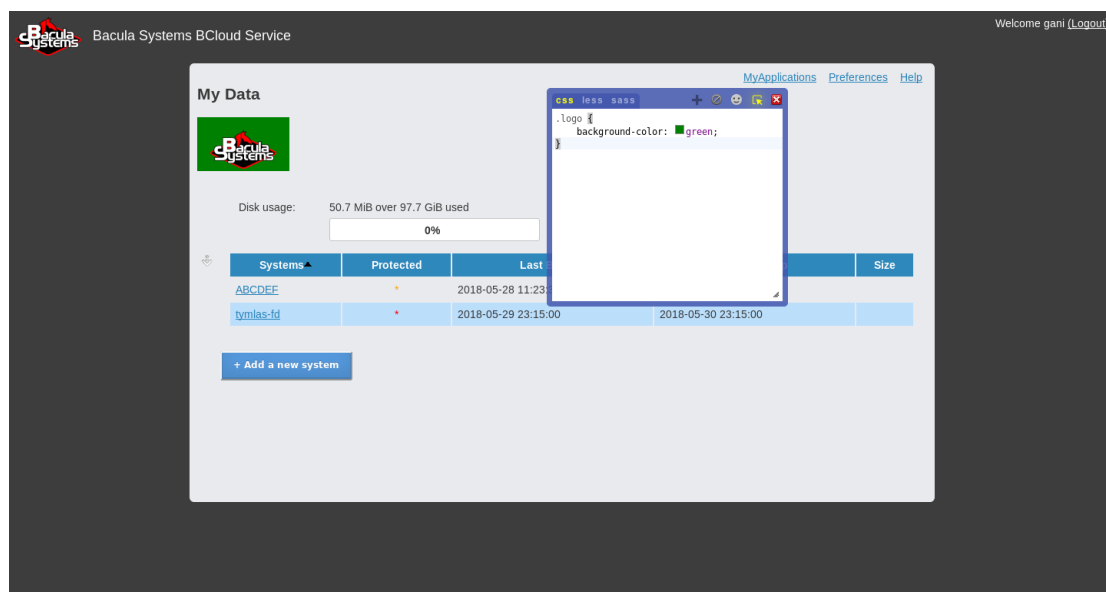 Bacula Systems
Bacula Systems BCloud Service
Welcome gani (Logout)
MyApplications Preferences Help
My Data
css less sass
.logo {
background-color: green;
}
Bacula Systems
Disk usage: 50.7 MiB over 97.7 GiB used
0%
Systems Protected Last Size
ABCDEF * 2018-05-28 11:23:
tymlas-fd * 2018-05-29 23:15:00 2018-05-30 23:15:00
+ Add a new system